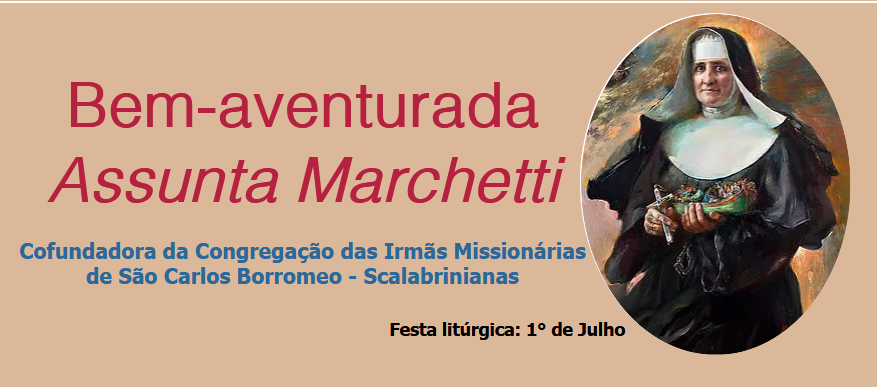 Bem-aventurada
Assunta Marchetti
Cofundadora da Congregação das Irmãs Missionárias
de São Carlos Borromeo - Scalabrinianas
Festa litúrgica: 1° de Julho